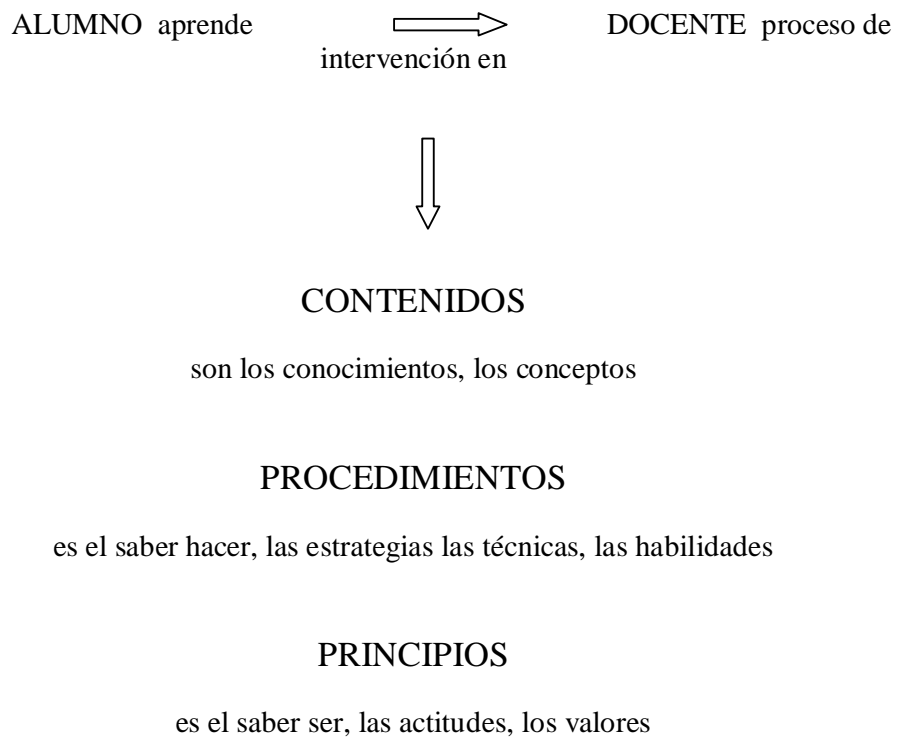 ALUMNO aprende DOCENTE proceso de
intervención en
CONTENIDOS
son los conocimientos, los conceptos
PROCEDIMIENTOS
es el saber hacer, las estrategias las técnicas, las habilidades
PRINCIPIOS
es el saber ser, las actitudes, los valores